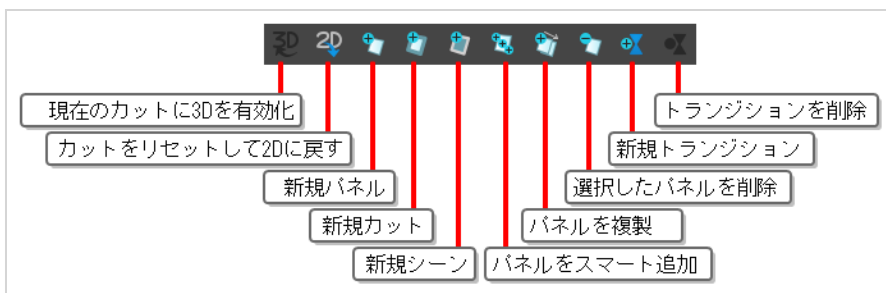 3D
2D
現在のカットに3Dを有効化
トランジションを削除
カットをリセットして2Dに戻す
新規トランジション
新規パネル
選択したパネルを削除
新規カット
パネルを複製
新規シーン
パネルをスマート追加